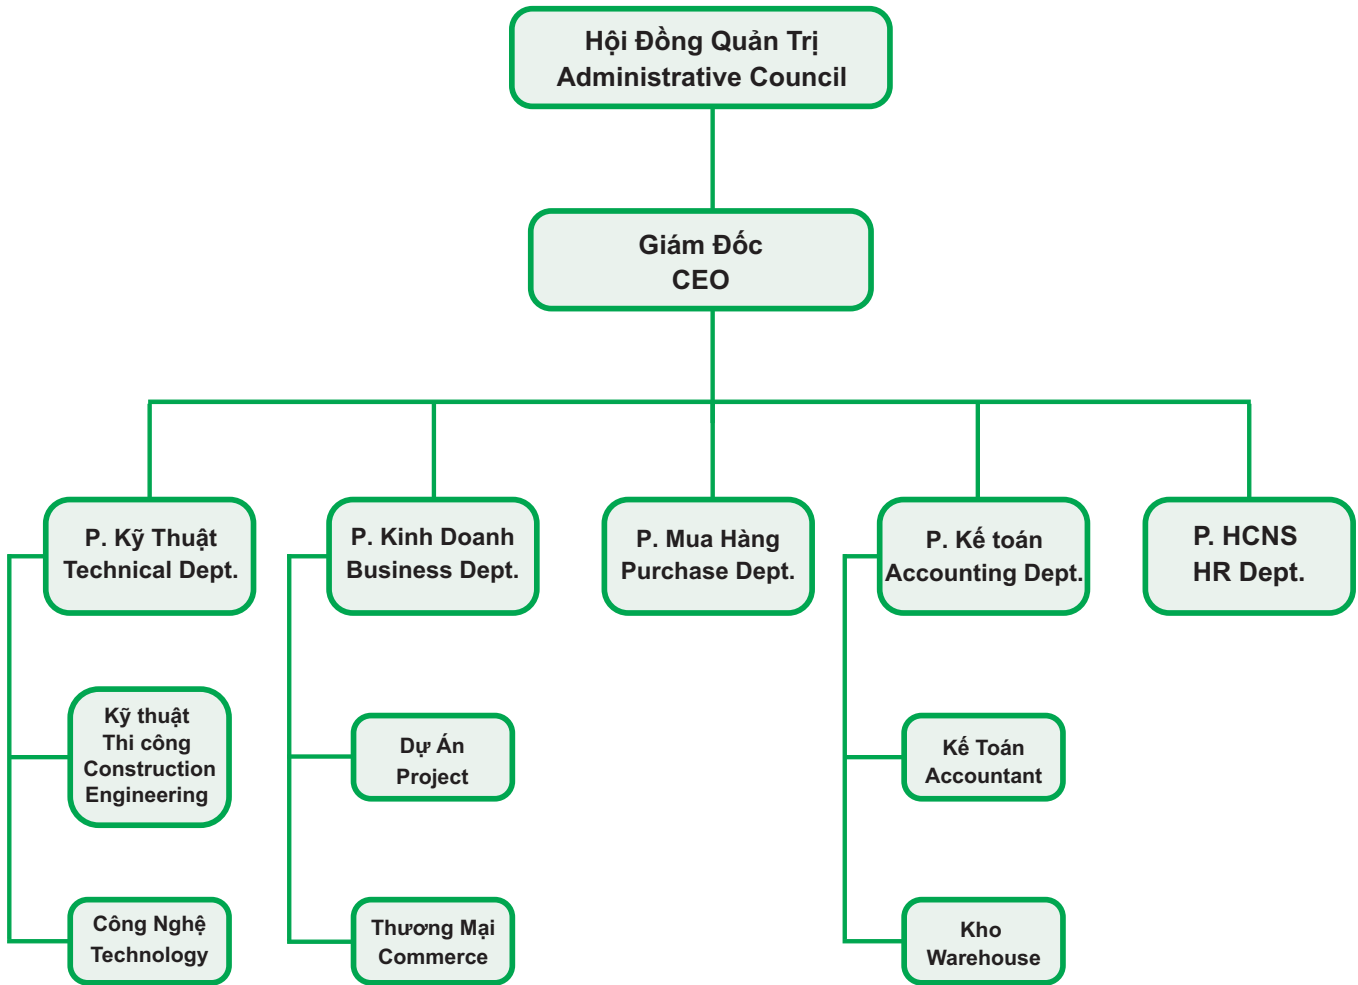 Hội Đồng Quản Trị
Administrative Council
Giám Đốc
CEO
P. Kỹ Thuật
Technical Dept.
P. Kinh Doanh
Business Dept.
P. Mua Hàng
Purchase Dept.
P. Kế toán
Accounting Dept.
P. HCNS
HR Dept.
Kỹ thuật
Thi công
Construction
Engineering
Dự Án
Project
Kế Toán
Accountant
Công Nghệ
Technology
Thương Mại
Commerce
Kho
Warehouse